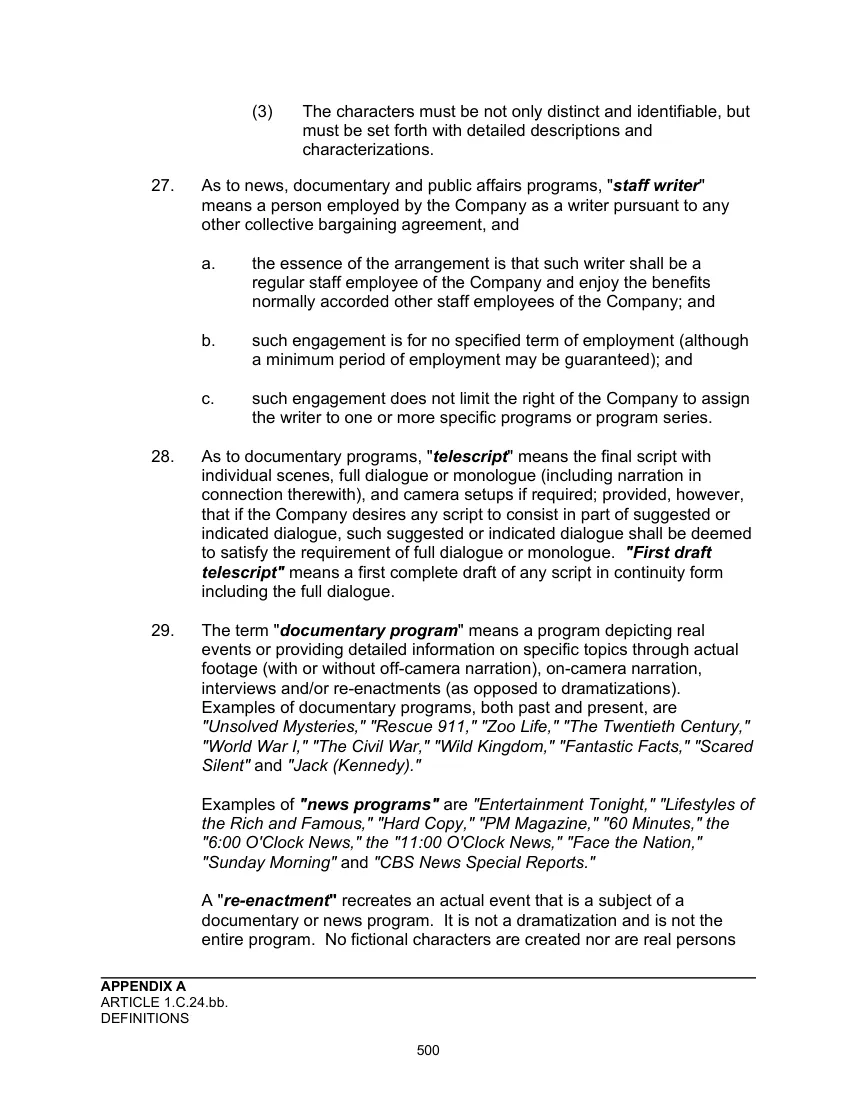 (3) The characters must be not only distinct and identifiable, but
must be set forth with detailed descriptions and
characterizations.
27. As to news, documentary and public affairs programs, "staff writer"
means a person employed by the Company as a writer pursuant to any
other collective bargaining agreement, and
a. the essence of the arrangement is that such writer shall be a
regular staff employee of the Company and enjoy the benefits
normally accorded other staff employees of the Company; and
b. such engagement is for no specified term of employment (although
a minimum period of employment may be guaranteed); and
c. such engagement does not limit the right of the Company to assign
the writer to one or more specific programs or program series.
28. As to documentary programs, "telescript" means the final script with
individual scenes, full dialogue or monologue (including narration in
connection therewith), and camera setups if required; provided, however,
that if the Company desires any script to consist in part of suggested or
indicated dialogue, such suggested or indicated dialogue shall be deemed
to satisfy the requirement of full dialogue or monologue. "First draft
telescript" means a first complete draft of any script in continuity form
including the full dialogue.
29. The term "documentary program" means a program depicting real
events or providing detailed information on specific topics through actual
footage (with or without off-camera narration), on-camera narration,
interviews and/or re-enactments (as opposed to dramatizations).
Examples of documentary programs, both past and present, are
"Unsolved Mysteries," "Rescue 911," "Zoo Life," "The Twentieth Century,"
"World War I," "The Civil War," "Wild Kingdom," "Fantastic Facts," "Scared
Silent" and "Jack (Kennedy)."
Examples of "news programs" are "Entertainment Tonight," "Lifestyles of
the Rich and Famous," "Hard Copy," "PM Magazine," "60 Minutes," the
"6:00 O'Clock News," the "11:00 O'Clock News," "Face the Nation,"
"Sunday Morning" and "CBS News Special Reports."
A "re-enactment" recreates an actual event that is a subject of a
documentary or news program. It is not a dramatization and is not the
entire program. No fictional characters are created nor are real persons
APPENDIX A
ARTICLE 1.C.24.bb.
DEFINITIONS
500